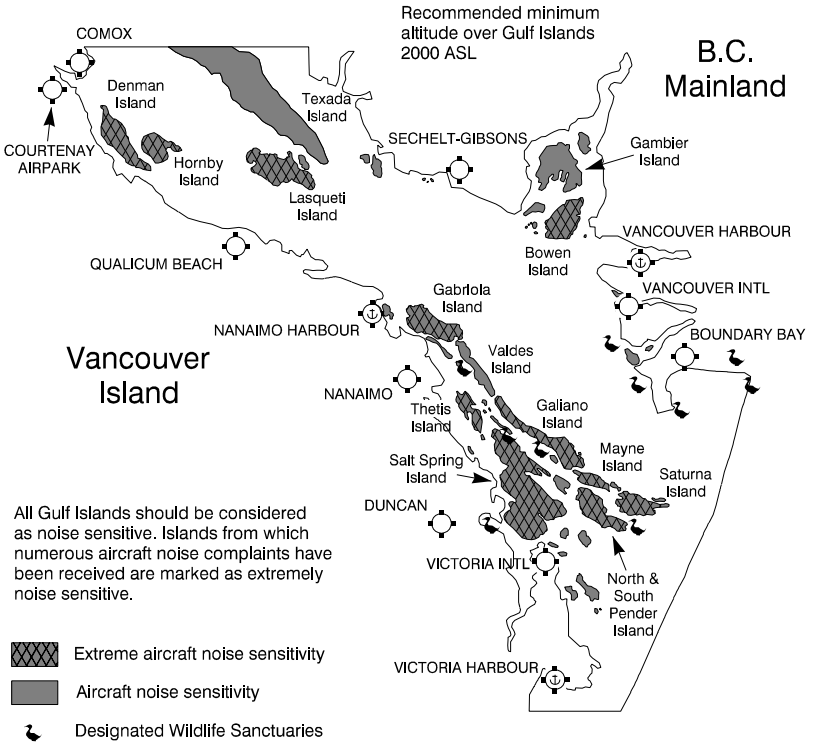 COMOX
Recommended minimum
altitude over Gulf Islands
2000 ASL
B.C.
Mainland
Denman
Island
Texada
Island
COURTENAY
AIRPARK
Hornby
Island
Lasqueti
Island
SECHELT-GIBSONS
Gambier
Island
Bowen
Island
VANCOUVER HARBOUR
QUALICUM BEACH
VANCOUVER INTL
Gabriola
Island
NANAIMO HARBOUR
BOUNDARY BAY
Vancouver
Island
Valdes
Island
NANAIMO
Thetis
Island
Galiano
Island
Mayne
Island
Salt Spring
Island
Saturna
Island
DUNCAN
All Gulf Islands should be considered
as noise sensitive. Islands from which
numerous aircraft noise complaints have
been received are marked as extremely
noise sensitive.
VICTORIA INTL
North &
South
Pender
Island
VICTORIA HARBOUR
Extreme aircraft noise sensitivity
Aircraft noise sensitivity
Designated Wildlife Sanctuaries